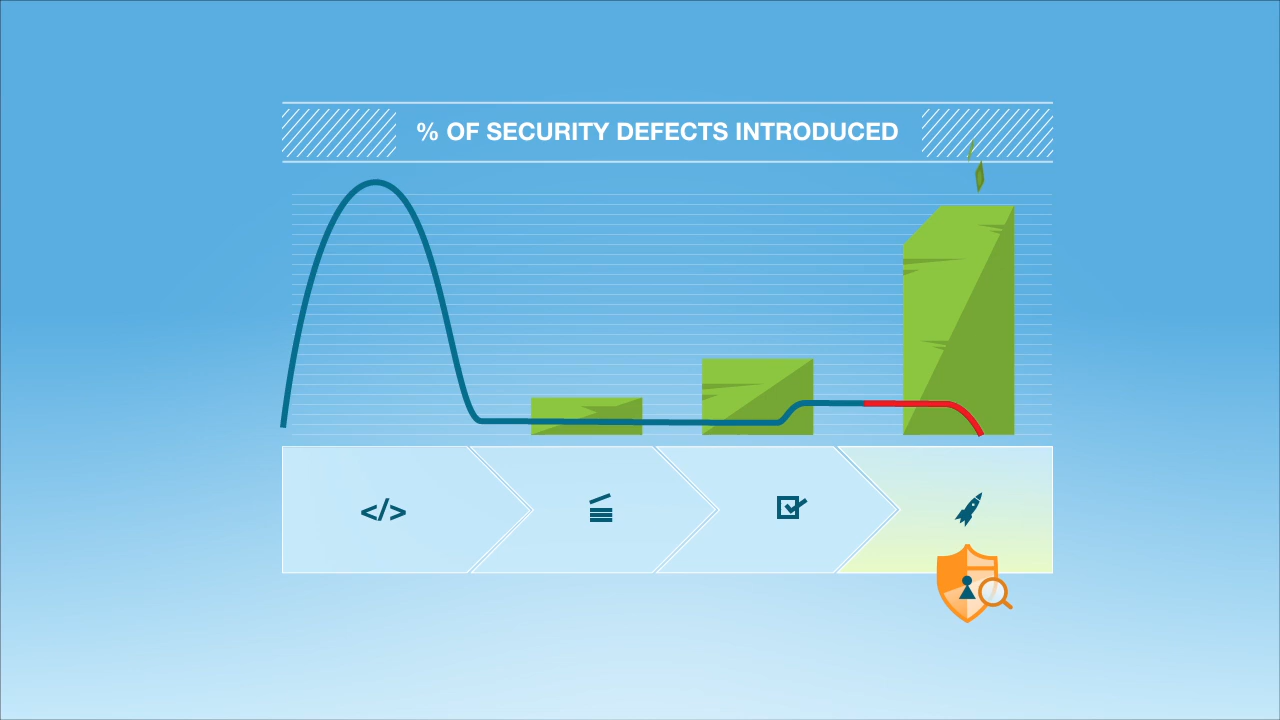 % OF SECURITY DEFECTS INTRODUCED
</>